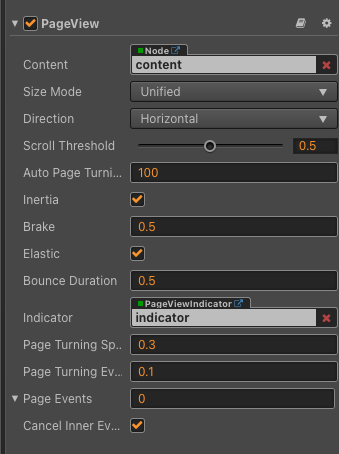 PageView
Node
Content
content
Size Mode
Unified
Direction
Horizontal
Scroll Threshold
0.5
Auto Page Turni...
100
Inertia
Brake
0.5
Elastic
Bounce Duration
0.5
PageViewIndicator
Indicator
indicator
Page Turning Sp..
0.3
Page Turning Ev..
0.1
Page Events
0
Cancel Inner Ev...